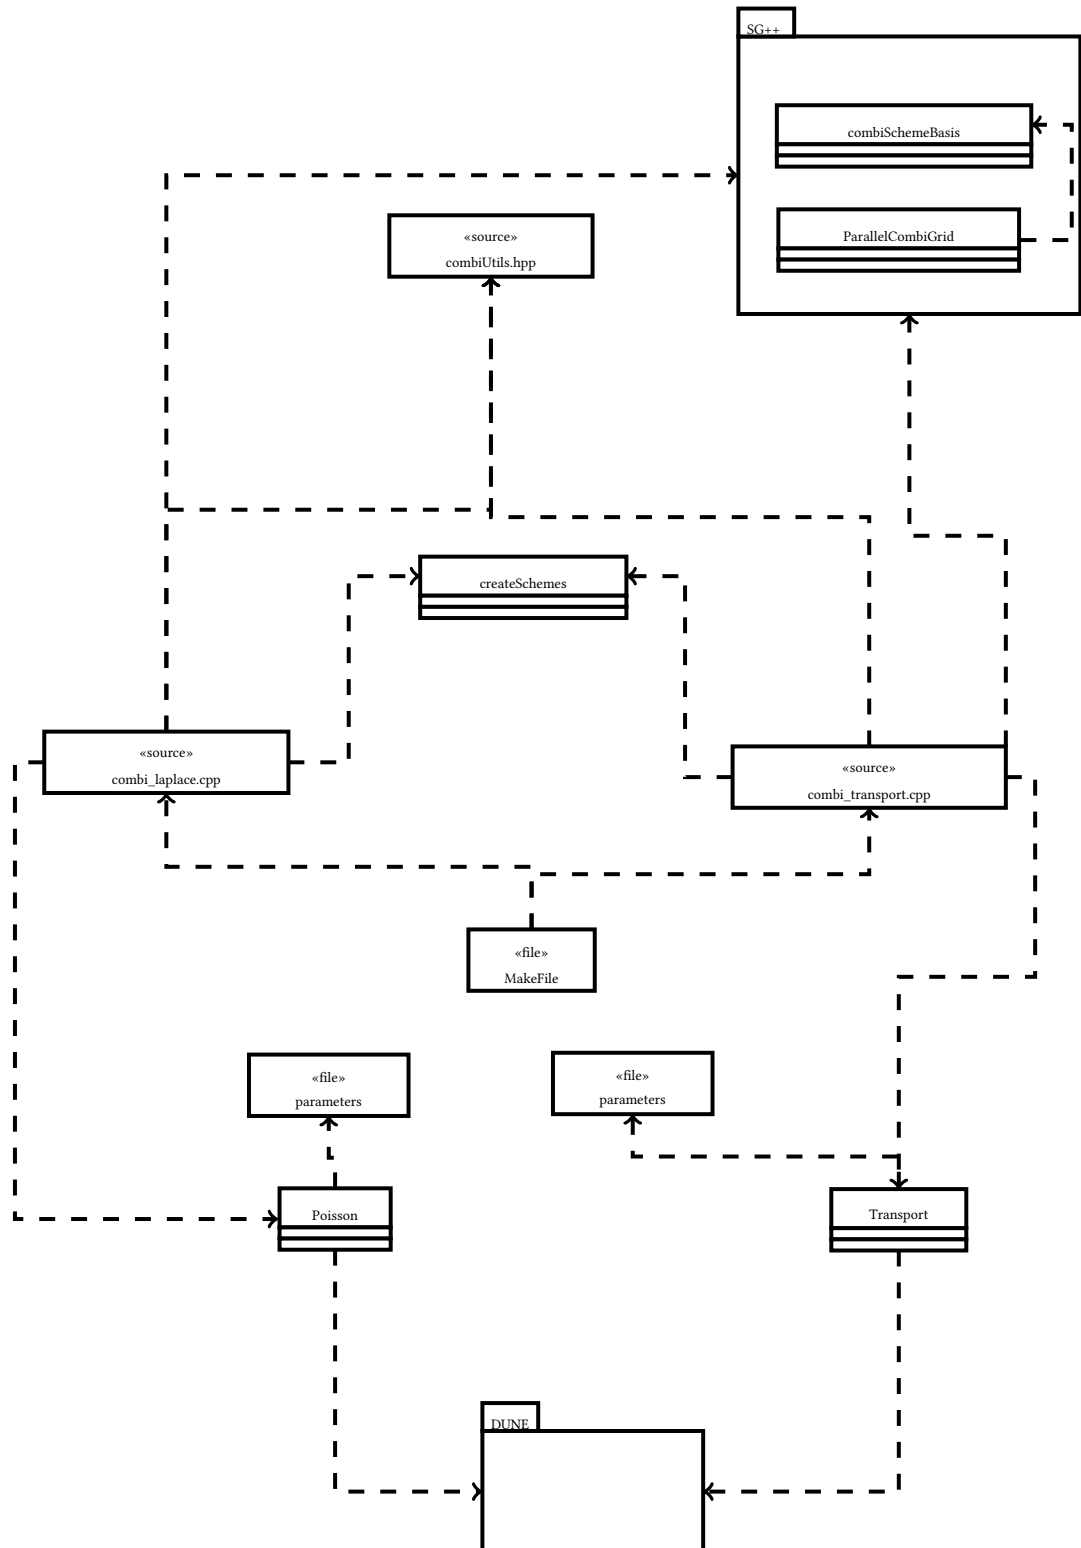 SG++
combiSchemeBasis
«source»
combiUtils.hpp
ParallelCombiGrid
createSchemes
«source»
combi_laplace.cpp
«source»
combi_transport.cpp
«file»
MakeFile
«file»
parameters
«file»
parameters
Poisson
Transport
DUNE